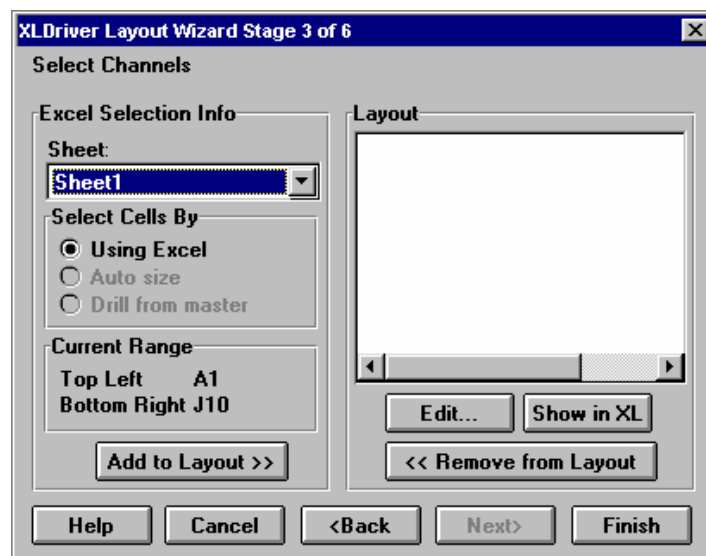 XLDriver Layout Wizard Stage 3 of 6
Select Channels
Excel Selection Info
Sheet:
Sheet1
Select Cells By
Using Excel
Auto size
Drill from master
Current Range
Top Left A1
Bottom Right J10
Add to Layout >>
Layout
Edit... Show in XL
<< Remove from Layout
Help Cancel <Back Next> Finish